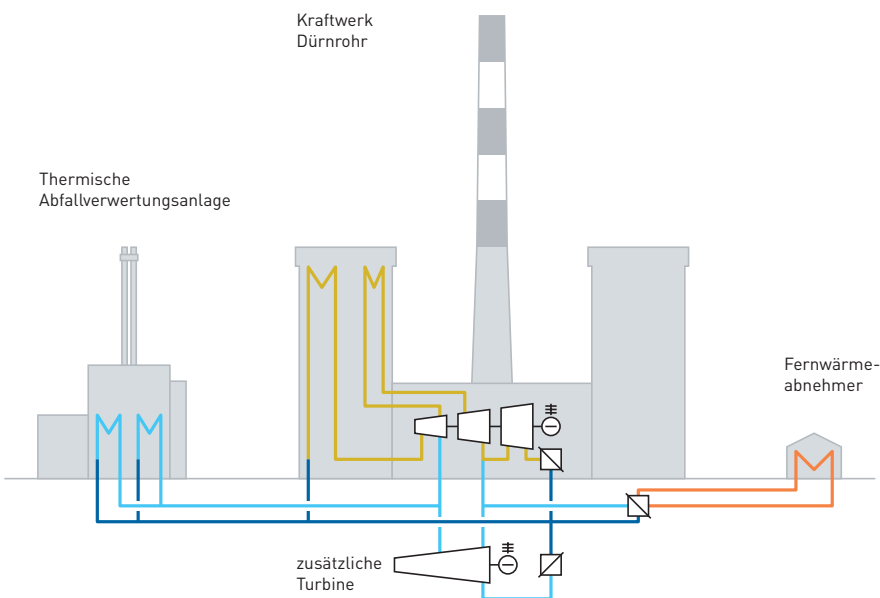 Kraftwerk
Dürnrohr
Thermische
Abfallverwertungsanlage
Fernwärme-
abnehmer
zusätzliche
Turbine